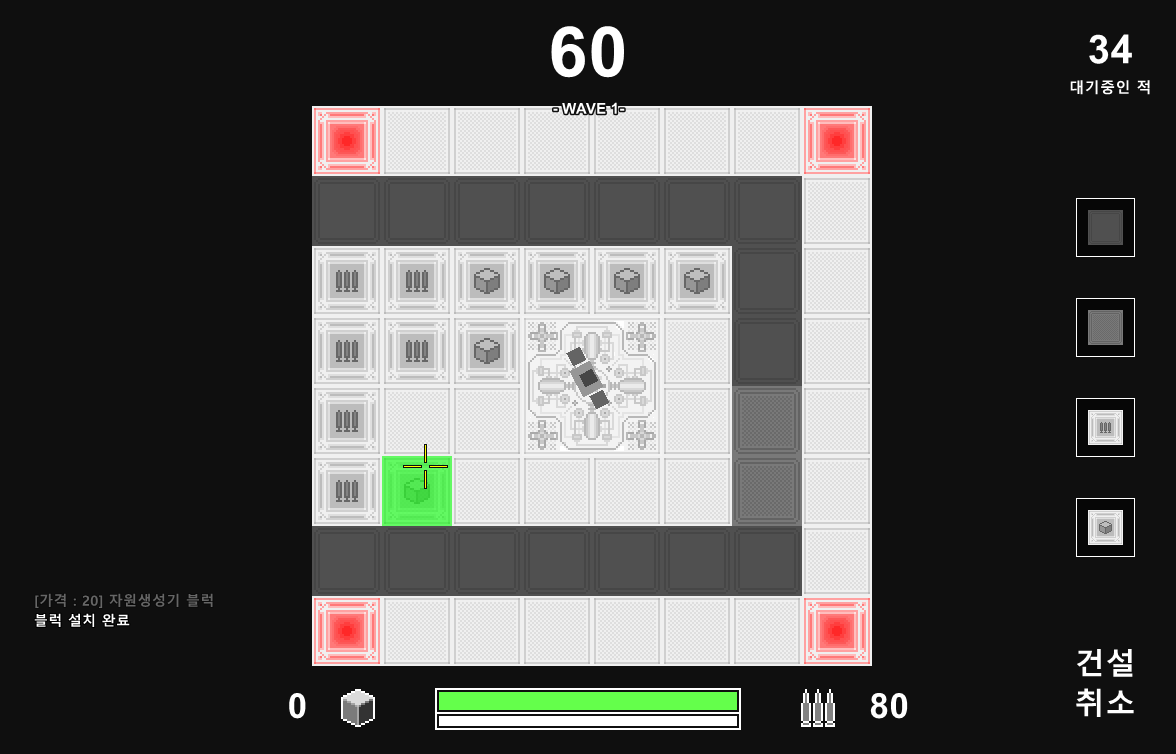 60
- WAVE 1 -
34
대기중인 적
[가격 : 20] 자원생성기 블럭
블럭 설치 완료
건설
취소
0
80